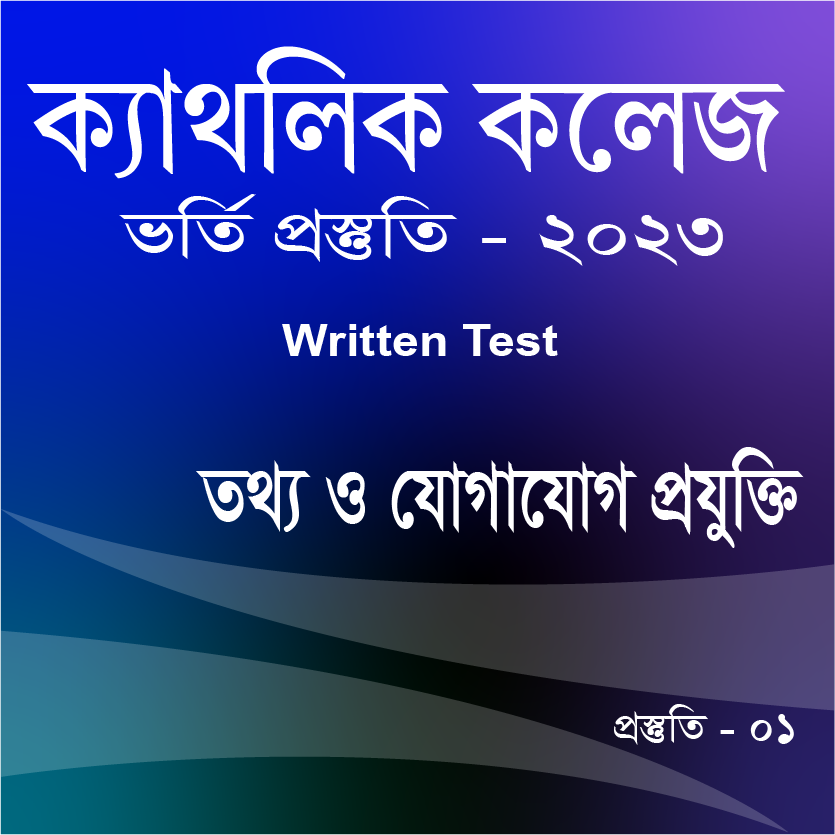 ক্যাথলিক কলেজ
ভর্তি প্রস্তুতি - ২০২৩
Written Test
তথ্য ও যোগাযোগ প্রযুক্তি
প্রস্তুতি - ০১